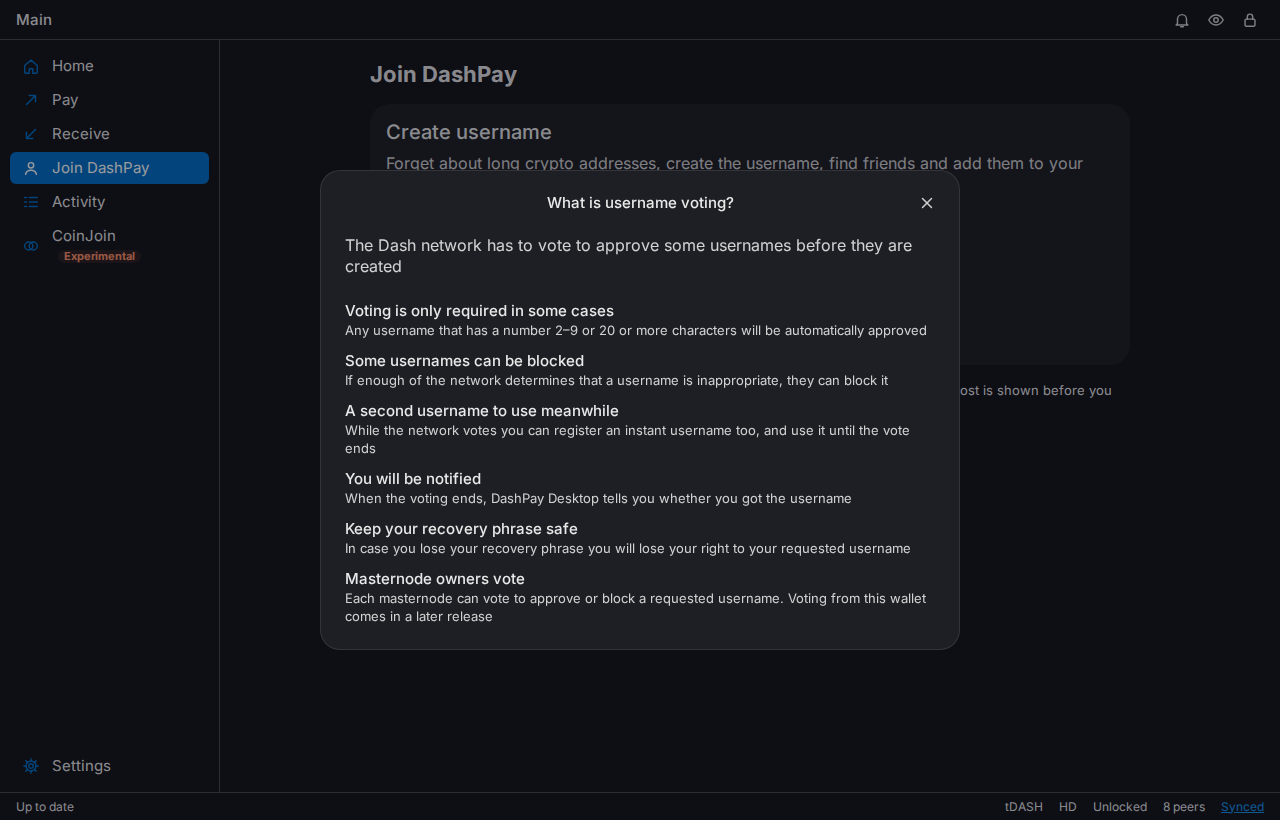 Main
Home
Pay
Receive
Join DashPay
Activity
CoinJoin
Experimental
Settings
Join DashPay
Create username
Forget about long crypto addresses, create the username, find friends and add them to your
What is username voting?
The Dash network has to vote to approve some usernames before they are
created
Voting is only required in some cases
Any username that has a number 2–9 or 20 or more characters will be automatically approved
Some usernames can be blocked
If enough of the network determines that a username is inappropriate, they can block it
A second username to use meanwhile
While the network votes you can register an instant username too, and use it until the vote
ends
You will be notified
When the voting ends, DashPay Desktop tells you whether you got the username
Keep your recovery phrase safe
In case you lose your recovery phrase you will lose your right to your requested username
Masternode owners vote
Each masternode can vote to approve or block a requested username. Voting from this wallet
comes in a later release
is shown before you
Up to date
tDASH
HD
Unlocked
8 peers
Synced